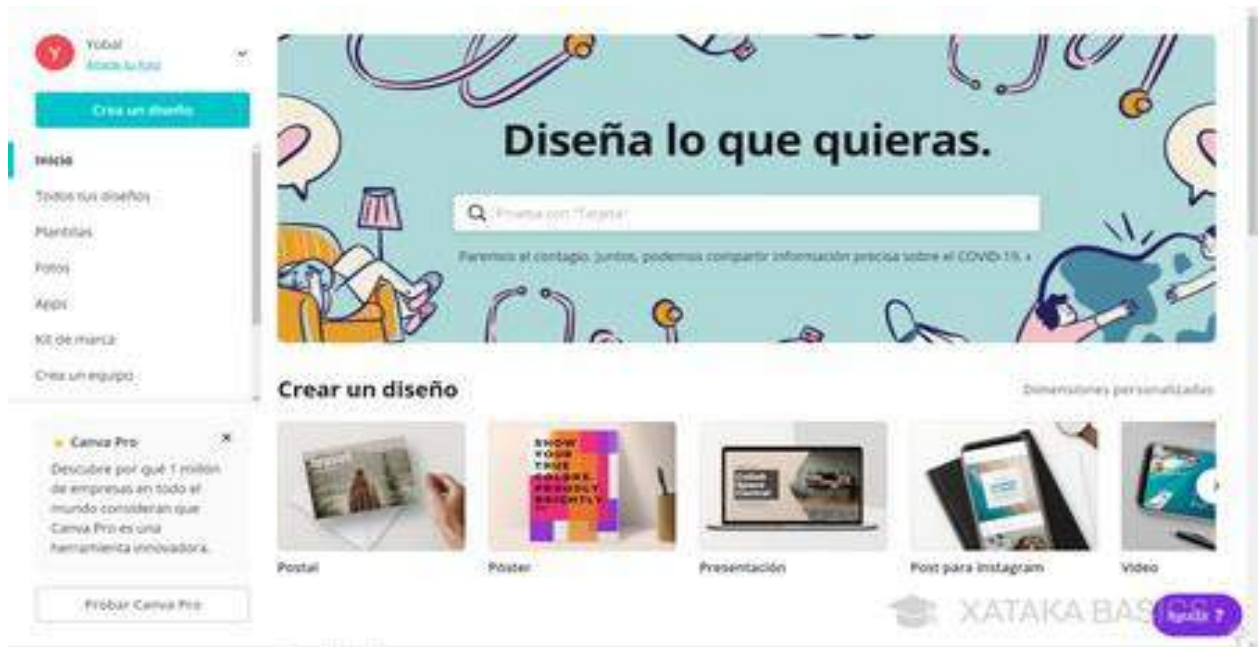 Y
Yobal
Añade tu foto
Crea un diseño
Inicio
Todos tus diseños
Plantillas
Fotos
Apps
Kit de marca
Crea un equipo
Canva Pro
Descubre por qué 1 millón
de empresas en todo el
mundo consideran que
Canva Pro es una
herramienta innovadora.
Probar Canva Pro
Diseña lo que quieras.
Prueba con "Tarjeta"
Paremos el contagio. Juntos, podemos compartir información precisa sobre el COVID-19.
Crear un diseño
Dimensiones personalizadas
SHOW
YOUR
TRUE
COLORS.
PROUDLY.
BRIGHTLY.
Postal
Póster
Presentación
Post para Instagram
Video
XATAKA BASICS
Ayuda ?